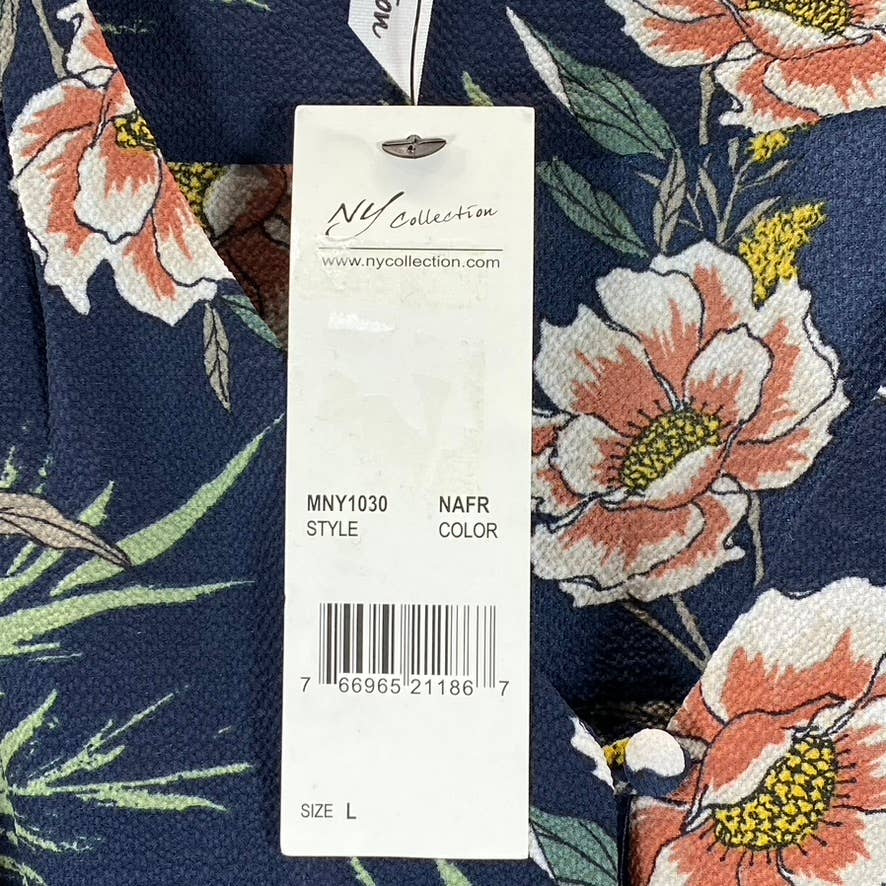 NY Collection
www.nycollection.com
MNY1030 NAFR
STYLE COLOR
7 66965 21186 7
SIZE L